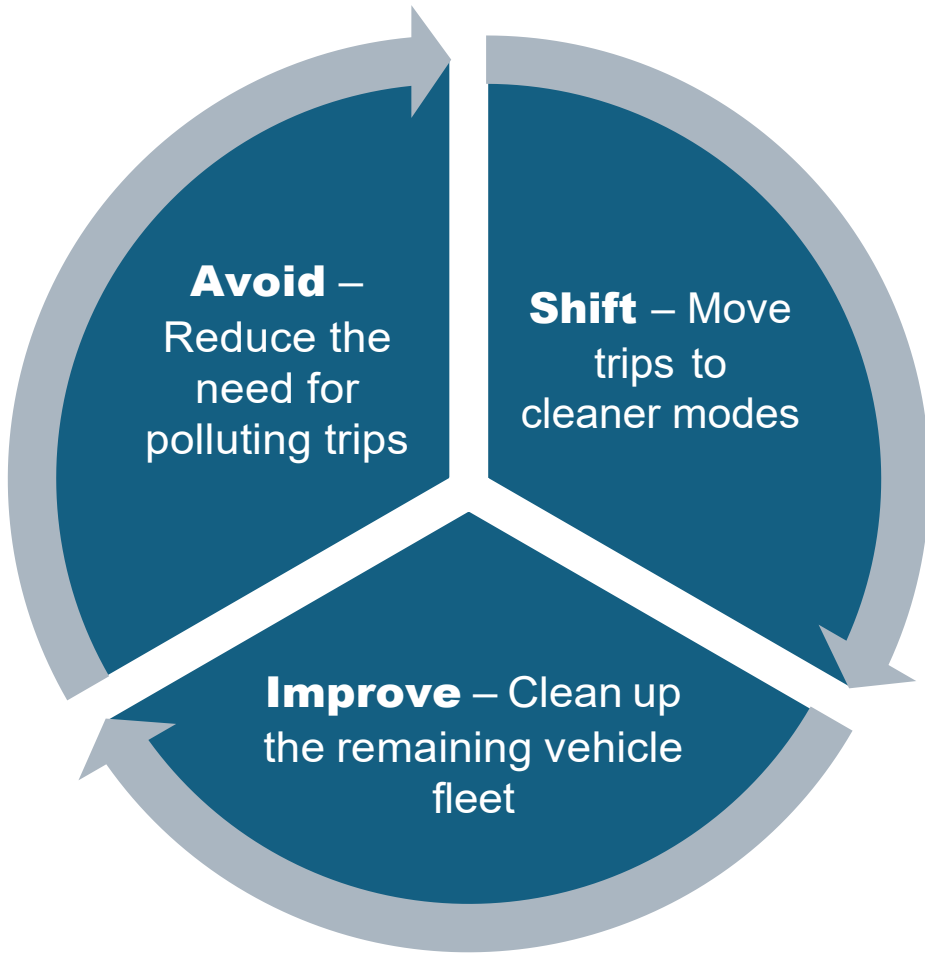 Avoid –
Reduce the
need for
polluting trips
Shift – Move
trips to
cleaner modes
Improve – Clean up
the remaining vehicle
fleet